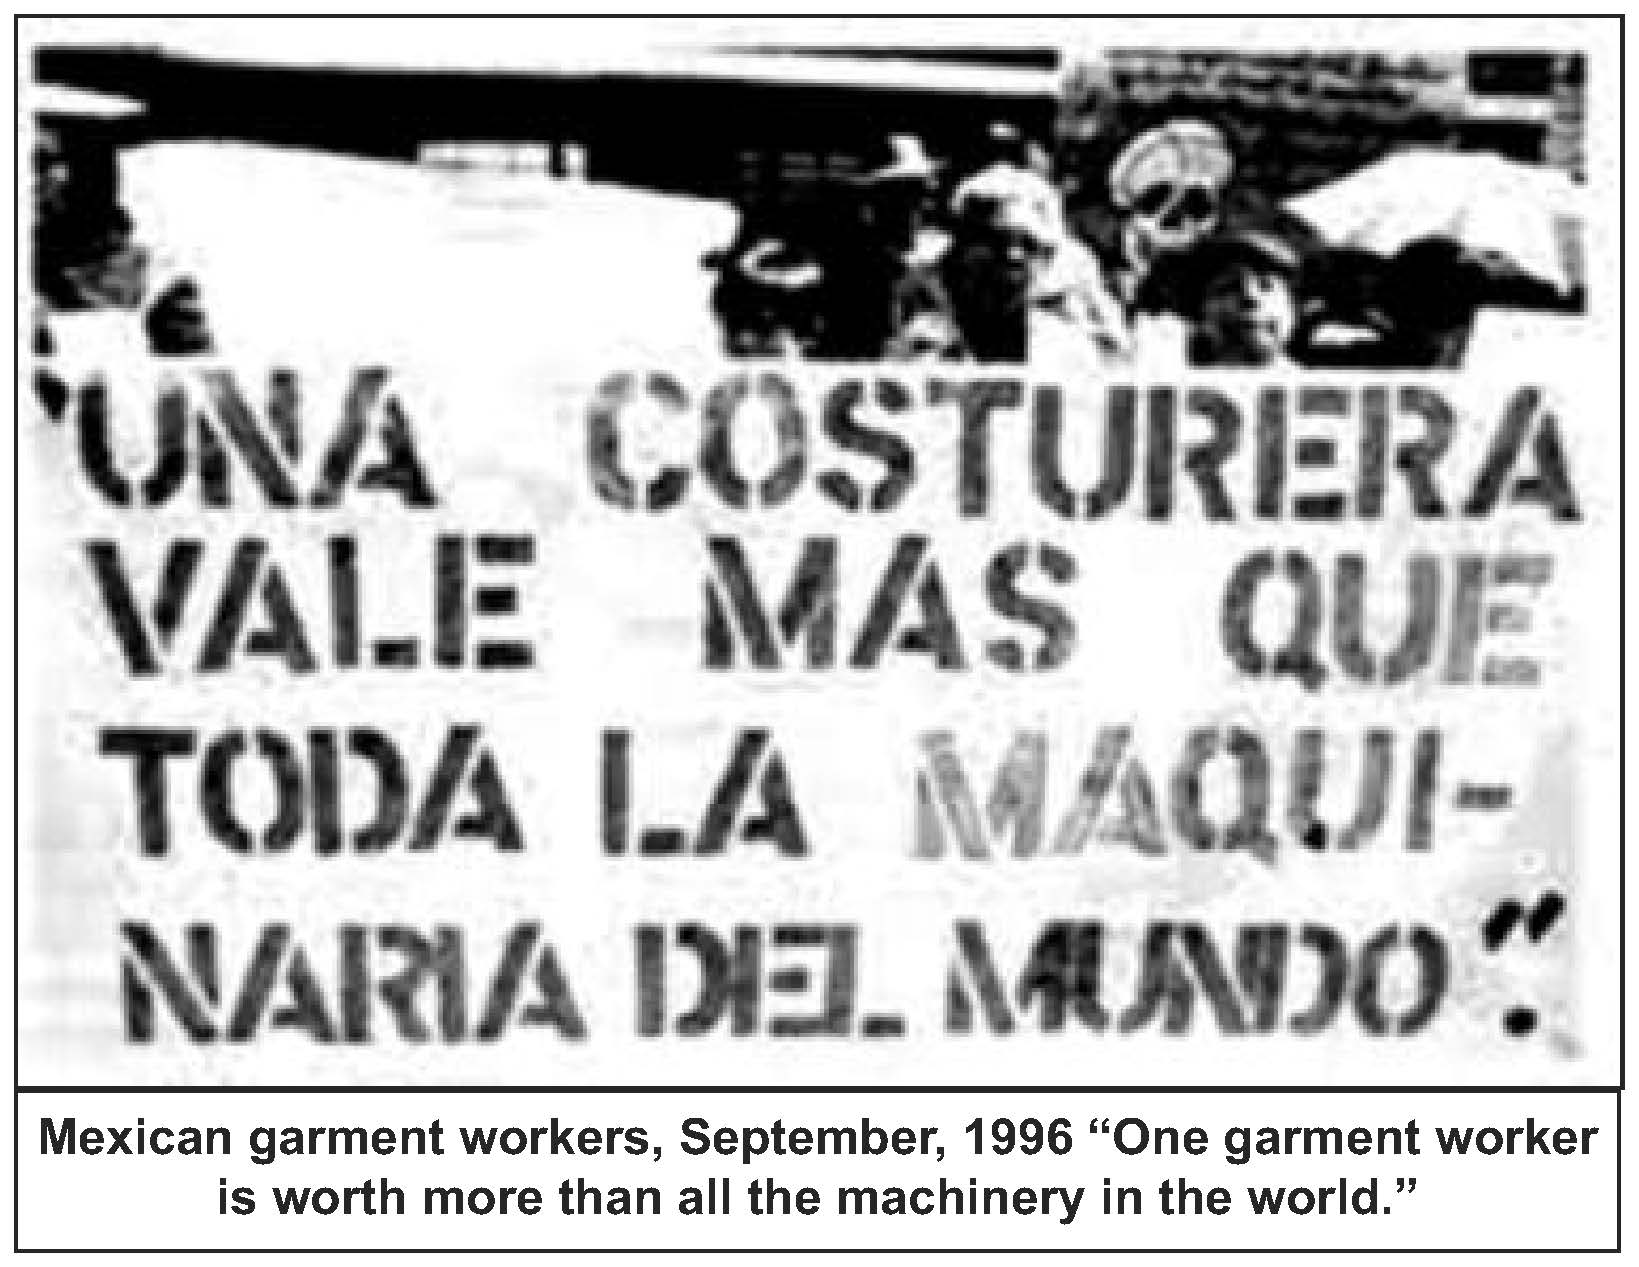 "UNA COSTURERA
VALE MAS QUE
TODA LA MAQUI-
NARIA DEL MUNDO".
Mexican garment workers, September, 1996 “One garment worker
is worth more than all the machinery in the world.”